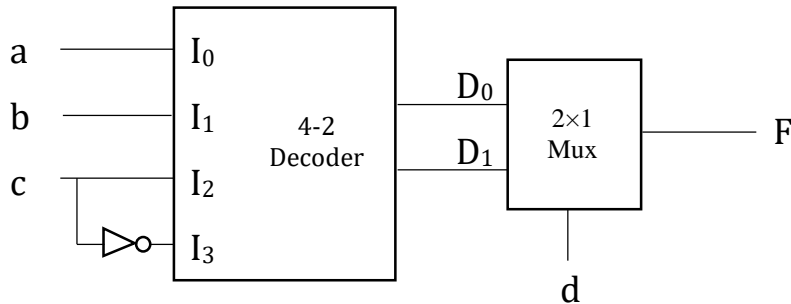 a
I₀
b
I₁
c
I₂
I₃
4-2
Decoder
D₀
D₁
2×1
Mux
F
d